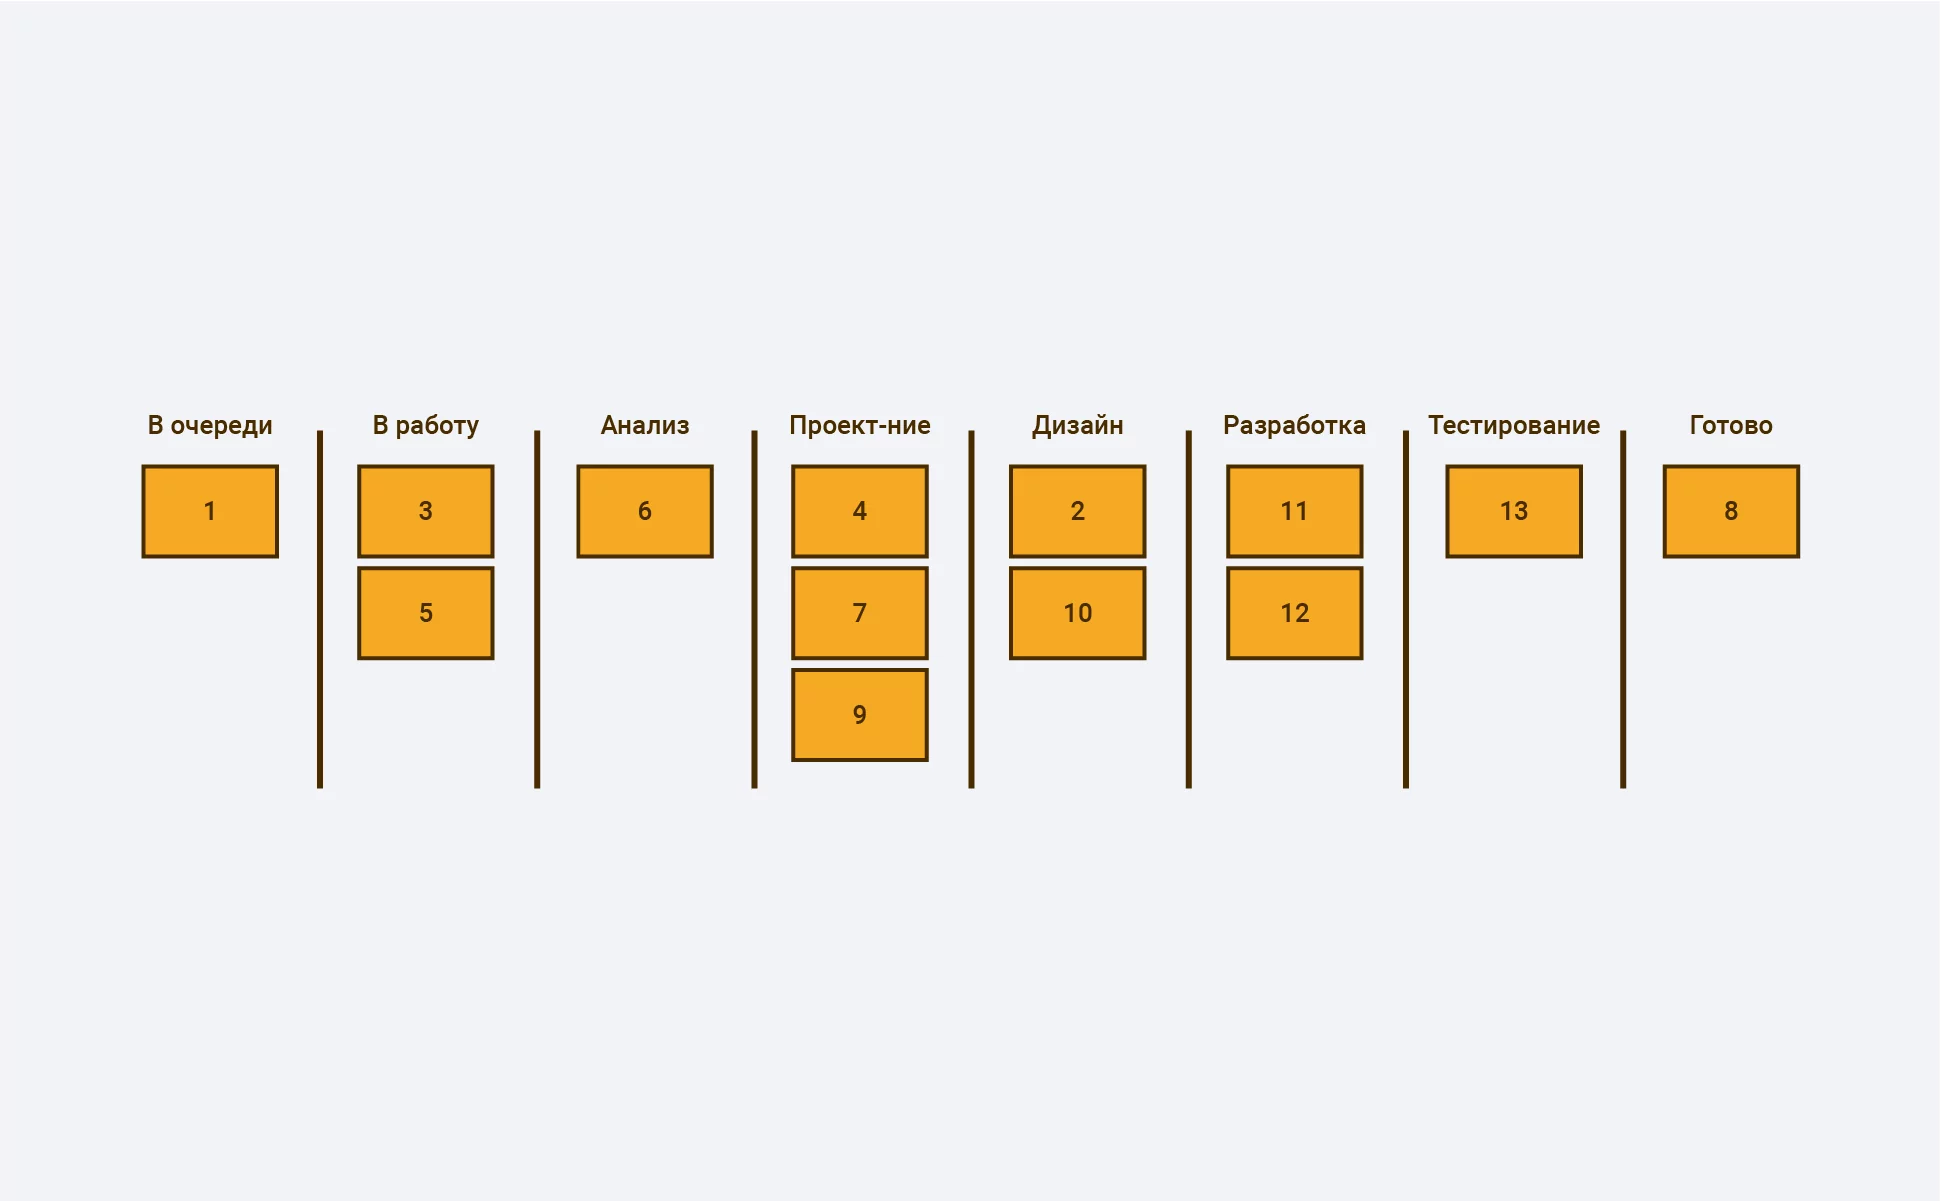 В очереди
В работу
Анализ
Проект-ние
Дизайн
Разработка
Тестирование
Готово
1
3
6
4
2
11
13
8
5
7
10
12
9